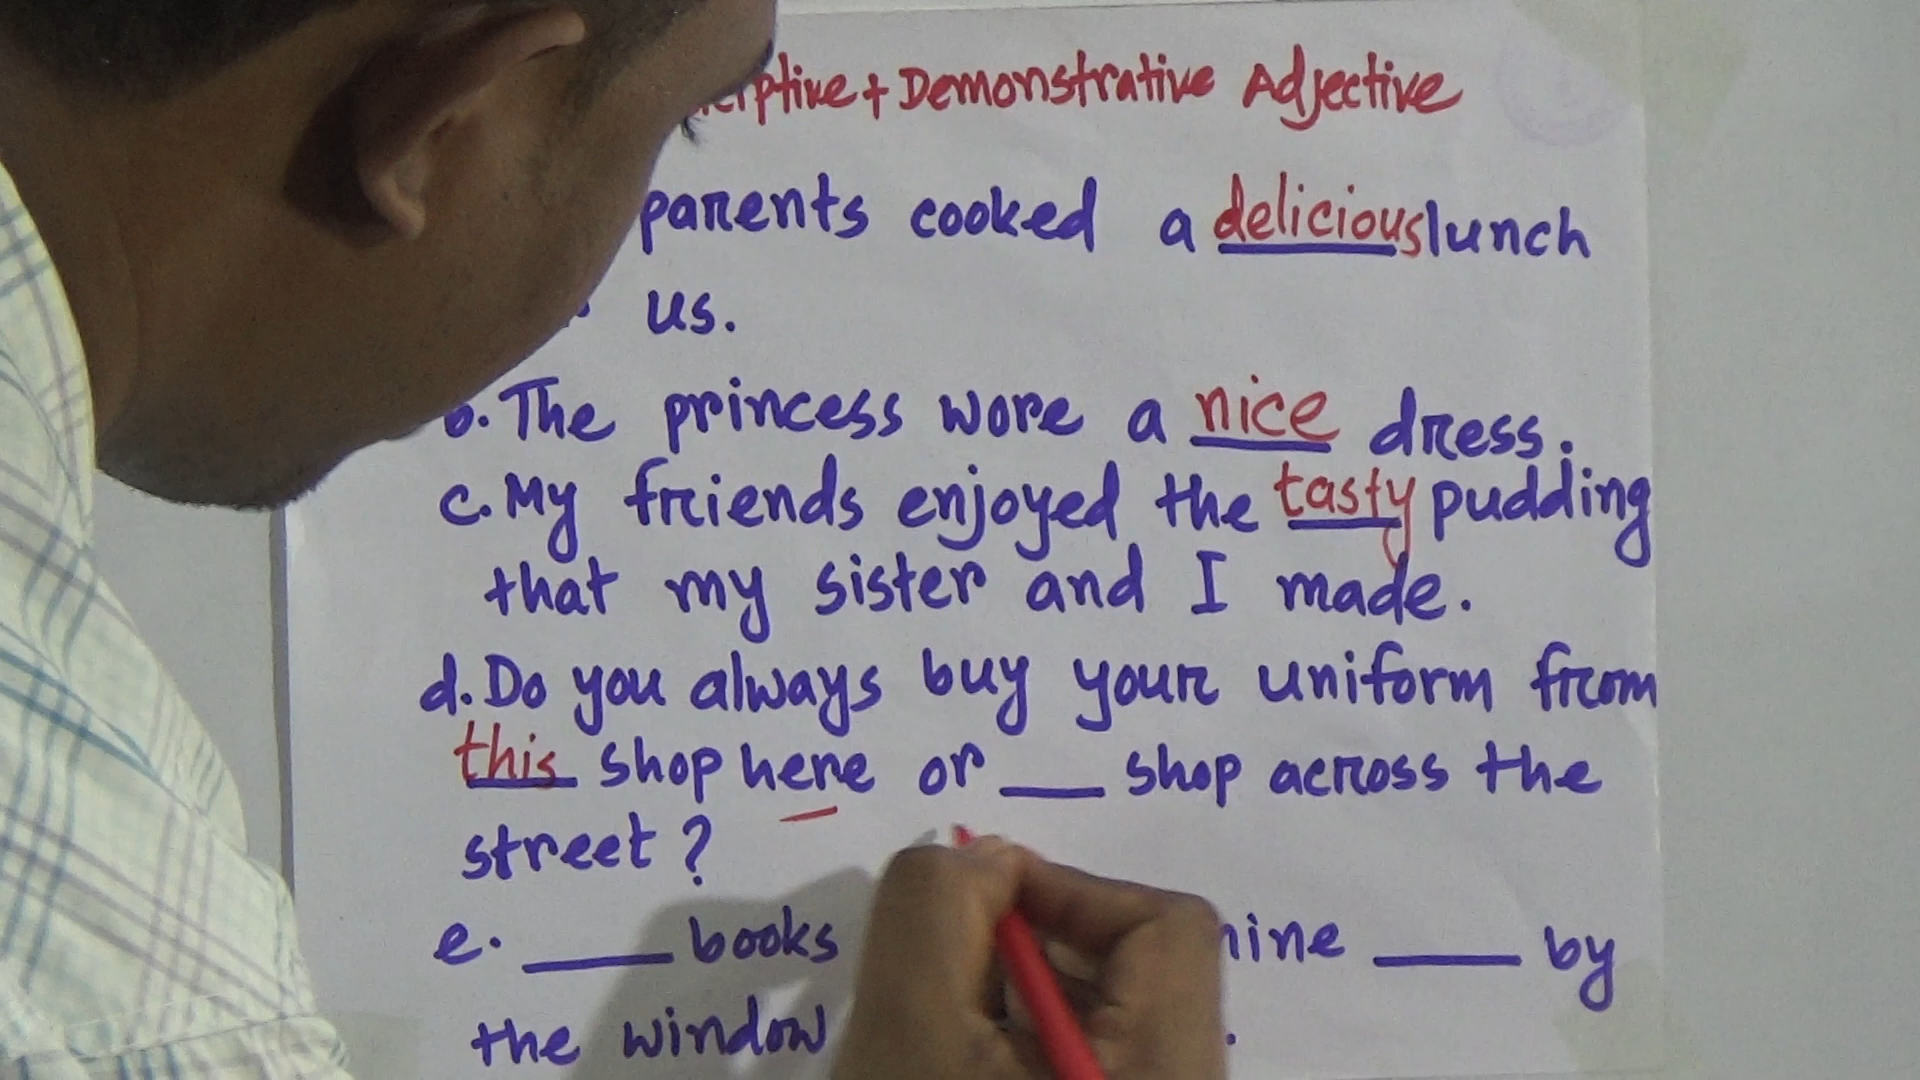 + Demonstrative Adjective
parents cooked a delicious lunch
us.
b. The princess wore a nice dress.
c. My friends enjoyed the tasty pudding
that my sister and I made.
d. Do you always buy your uniform from
this shop here or ___ shop across the
street?
e. ___ books ___ by
the window